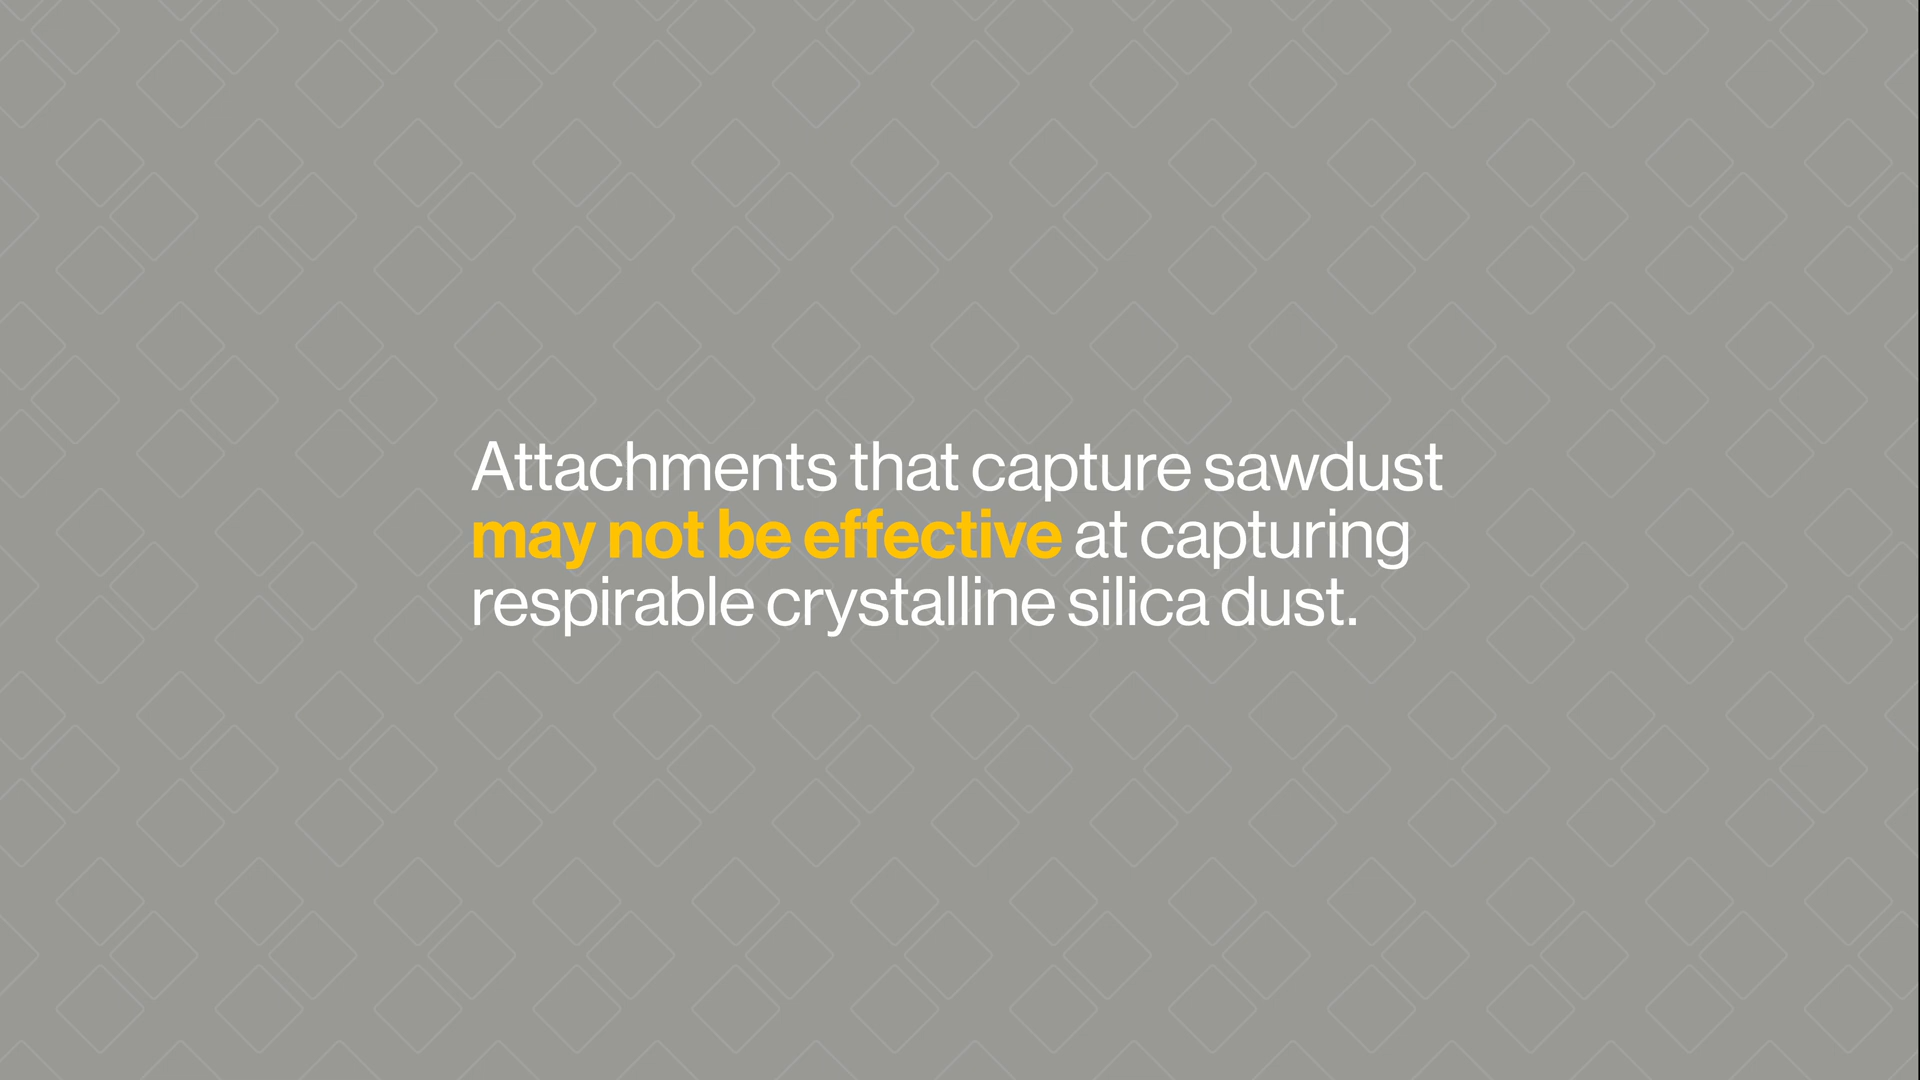 Attachments that capture sawdust
may not be effective at capturing
respirable crystalline silica dust.